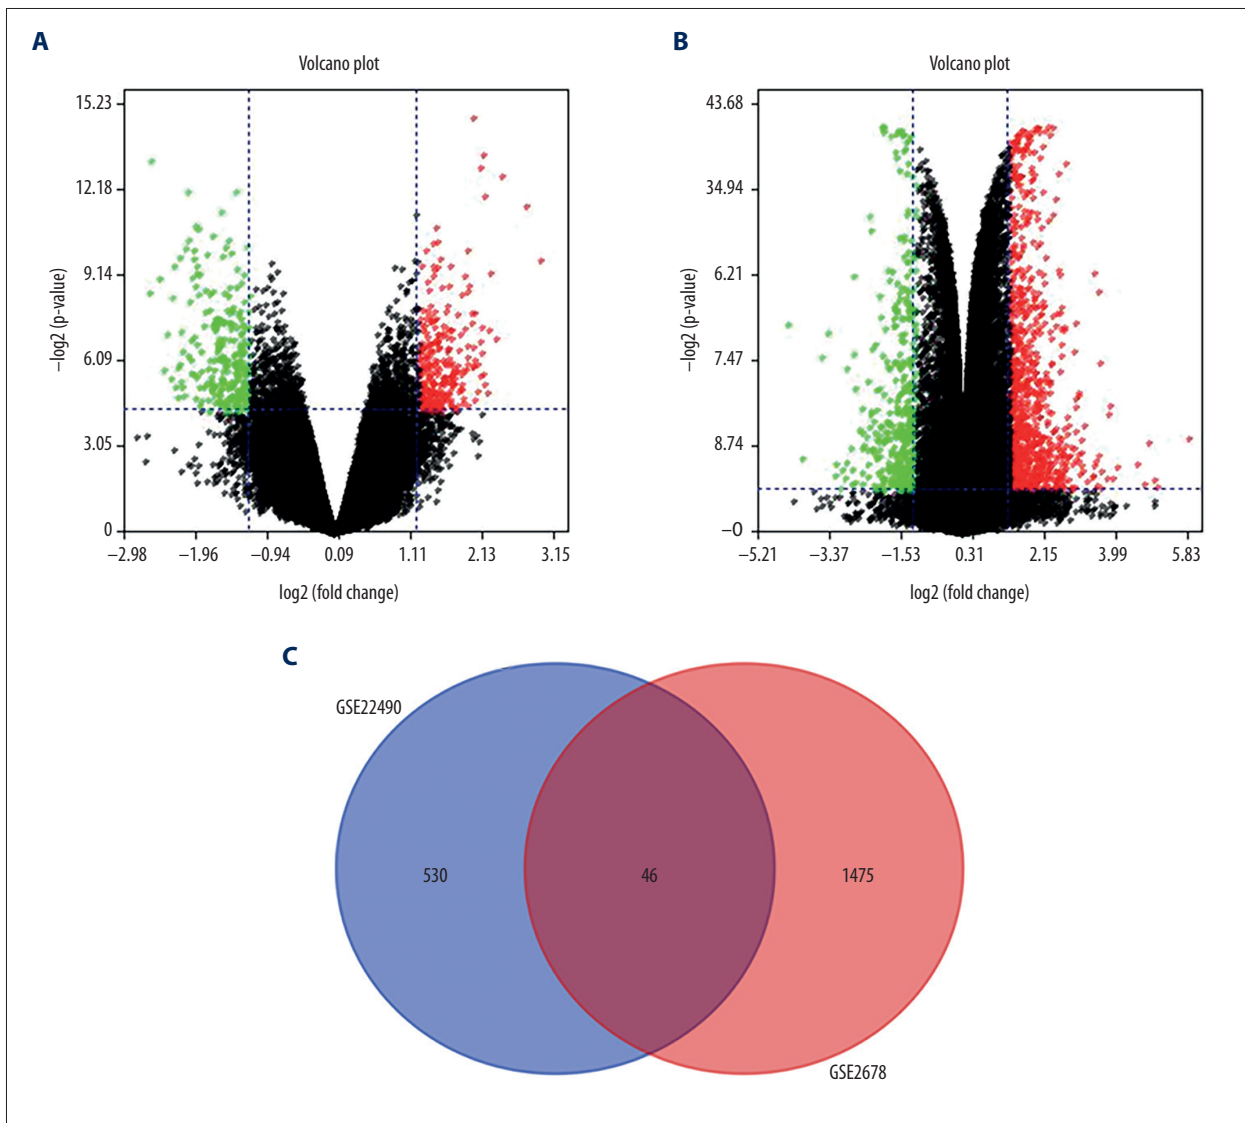 A
Volcano plot
15.23
12.18
9.14
6.09
3.05
0
−log2 (p-value)
−2.98 −1.96 −0.94 0.09 1.11 2.13 3.15
log2 (fold change)
B
Volcano plot
43.68
34.94
6.21
7.47
8.74
−0
−log2 (p-value)
−5.21 −3.37 −1.53 0.31 2.15 3.99 5.83
log2 (fold change)
C
GSE22490
530 46 1475
GSE2678